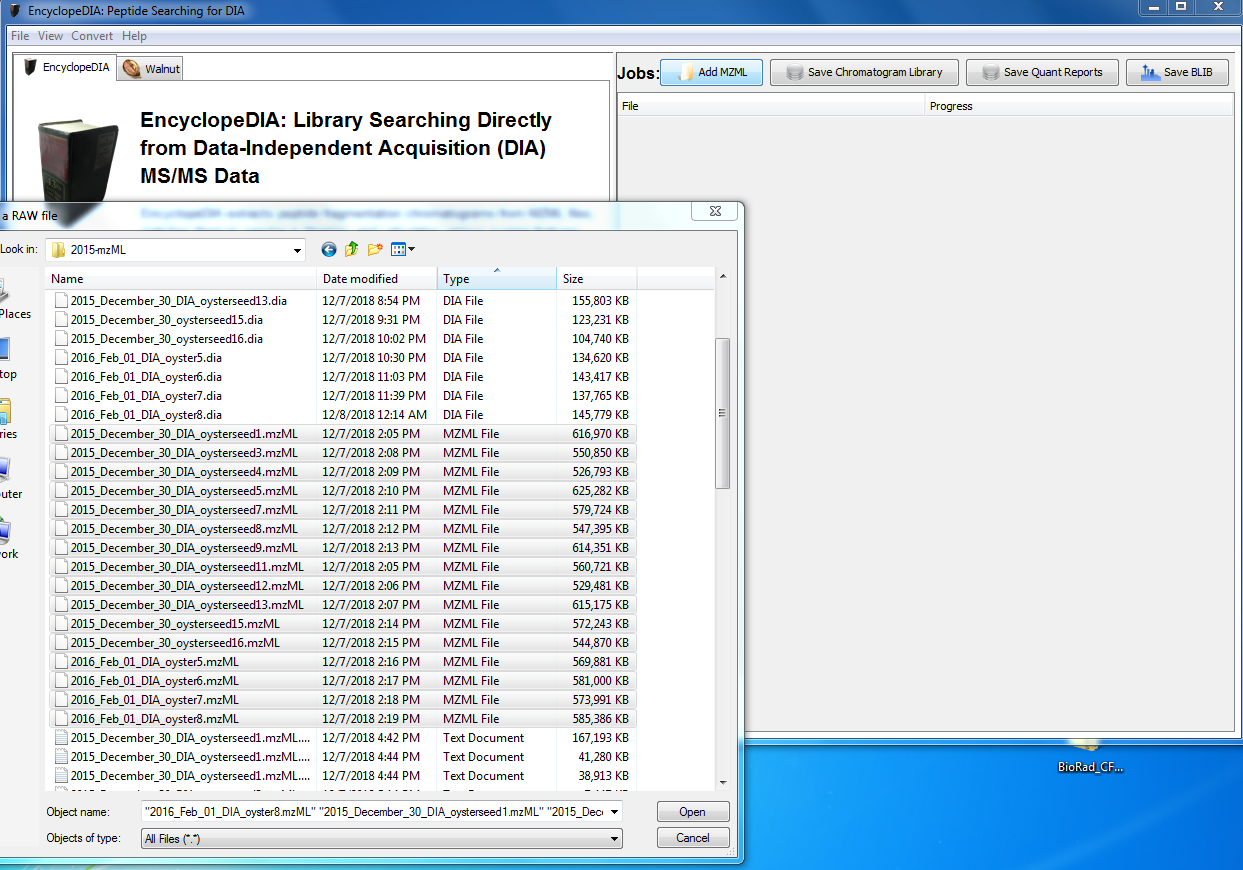 EncyclopeDIA: Peptide Searching for DIA
File View Convert Help
EncyclopeDIA Walnut
Jobs: Add MZML Save Chromatogram Library Save Quant Reports Save BLIB
File Progress
EncyclopeDIA: Library Searching Directly
from Data-Independent Acquisition (DIA)
MS/MS Data
a RAW file
Look in: 2015-mzML
Name Date modified Type Size
2015_December_30_DIA_oysterseed13.dia 12/7/2018 8:54 PM DIA File 155,803 KB
2015_December_30_oysterseed15.dia 12/7/2018 9:31 PM DIA File 123,231 KB
2015_December_30_oysterseed16.dia 12/7/2018 10:02 PM DIA File 104,740 KB
2016_Feb_01_DIA_oyster5.dia 12/7/2018 10:30 PM DIA File 134,620 KB
2016_Feb_01_DIA_oyster6.dia 12/7/2018 11:03 PM DIA File 143,417 KB
2016_Feb_01_DIA_oyster7.dia 12/7/2018 11:39 PM DIA File 137,765 KB
2016_Feb_01_DIA_oyster8.dia 12/8/2018 12:14 AM DIA File 145,779 KB
2015_December_30_DIA_oysterseed1.mzML 12/7/2018 2:05 PM MZML File 616,970 KB
2015_December_30_DIA_oysterseed3.mzML 12/7/2018 2:08 PM MZML File 550,850 KB
2015_December_30_DIA_oysterseed4.mzML 12/7/2018 2:09 PM MZML File 526,793 KB
2015_December_30_DIA_oysterseed5.mzML 12/7/2018 2:10 PM MZML File 625,282 KB
2015_December_30_DIA_oysterseed7.mzML 12/7/2018 2:11 PM MZML File 579,724 KB
2015_December_30_DIA_oysterseed8.mzML 12/7/2018 2:12 PM MZML File 547,395 KB
2015_December_30_DIA_oysterseed9.mzML 12/7/2018 2:13 PM MZML File 614,351 KB
2015_December_30_DIA_oysterseed11.mzML 12/7/2018 2:05 PM MZML File 560,721 KB
2015_December_30_DIA_oysterseed12.mzML 12/7/2018 2:06 PM MZML File 529,481 KB
2015_December_30_DIA_oysterseed13.mzML 12/7/2018 2:07 PM MZML File 615,175 KB
2015_December_30_oysterseed15.mzML 12/7/2018 2:14 PM MZML File 572,243 KB
2015_December_30_oysterseed16.mzML 12/7/2018 2:15 PM MZML File 544,870 KB
2016_Feb_01_DIA_oyster5.mzML 12/7/2018 2:16 PM MZML File 569,881 KB
2016_Feb_01_DIA_oyster6.mzML 12/7/2018 2:17 PM MZML File 581,000 KB
2016_Feb_01_DIA_oyster7.mzML 12/7/2018 2:18 PM MZML File 573,991 KB
2016_Feb_01_DIA_oyster8.mzML 12/7/2018 2:19 PM MZML File 585,386 KB
2015_December_30_DIA_oysterseed1.mzML.... 12/7/2018 4:42 PM Text Document 167,193 KB
2015_December_30_DIA_oysterseed1.mzML.... 12/7/2018 4:44 PM Text Document 41,280 KB
2015_December_30_DIA_oysterseed1.mzML.... 12/7/2018 4:44 PM Text Document 38,913 KB
Places
top
ries
uter
ork
Object name: "2016_Feb_01_DIA_oyster8.mzML" "2015_December_30_DIA_oysterseed1.mzML" "2015_Dec Open
Objects of type: All Files (*.*) Cancel
BioRad_CF...